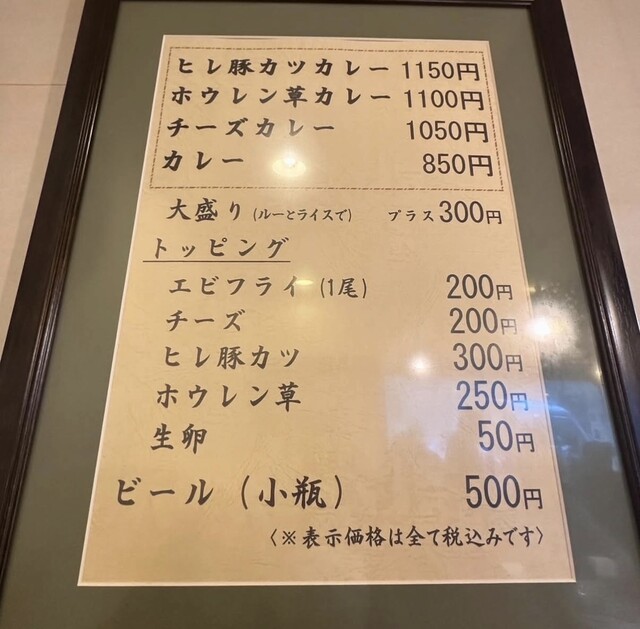 ヒレ豚カツカレー 1150円
ホウレン草カレー 1100円
チーズカレー 1050円
カレー 850円
大盛り (ルーとライスで) プラス300円
トッピング
エビフライ (1尾) 200円
チーズ 200円
ヒレ豚カツ 300円
ホウレン草 250円
生卵 50円
ビール (小瓶) 500円
〈※表示価格は全て税込みです〉